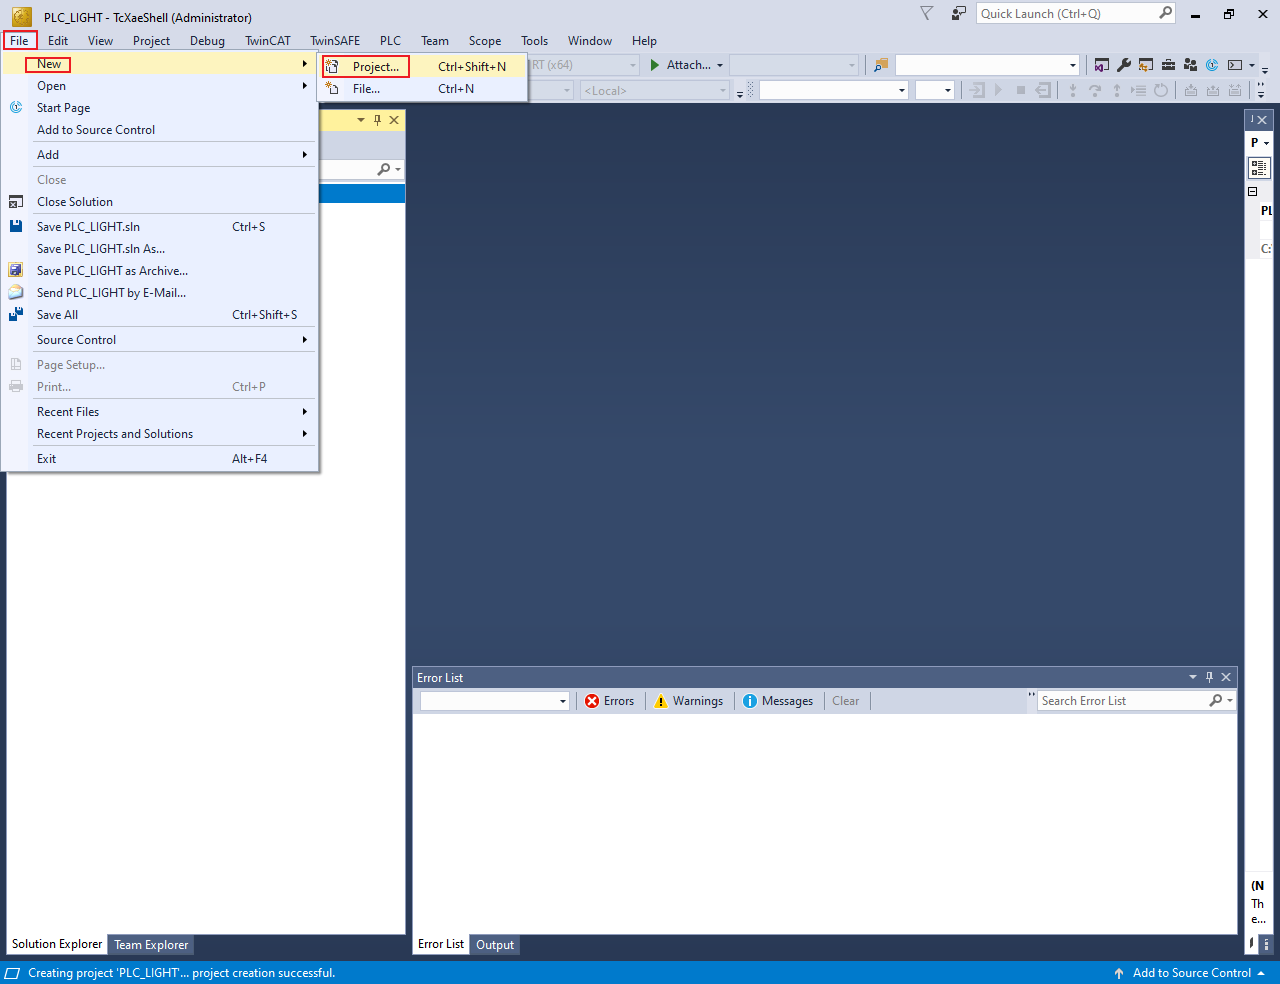 PLC_LIGHT - TcXaeShell (Administrator)
Quick Launch (Ctrl+Q)
File Edit View Project Debug TwinCAT TwinSAFE PLC Team Scope Tools Window Help
New
Project... Ctrl+Shift+N
RT (x64)
Attach...
Open
File... Ctrl+N
<Local>
Start Page
Add to Source Control
Add
P
Close
Close Solution
PL
Save PLC_LIGHT.sln Ctrl+S
Save PLC_LIGHT.sln As...
C:
Save PLC_LIGHT as Archive...
Send PLC_LIGHT by E-Mail...
Save All Ctrl+Shift+S
Source Control
Page Setup...
Print... Ctrl+P
Recent Files
Recent Projects and Solutions
Exit Alt+F4
Error List
Errors Warnings Messages Clear
Search Error List
(N
Th
e...
Solution Explorer Team Explorer
Error List Output
Creating project 'PLC_LIGHT'... project creation successful.
Add to Source Control